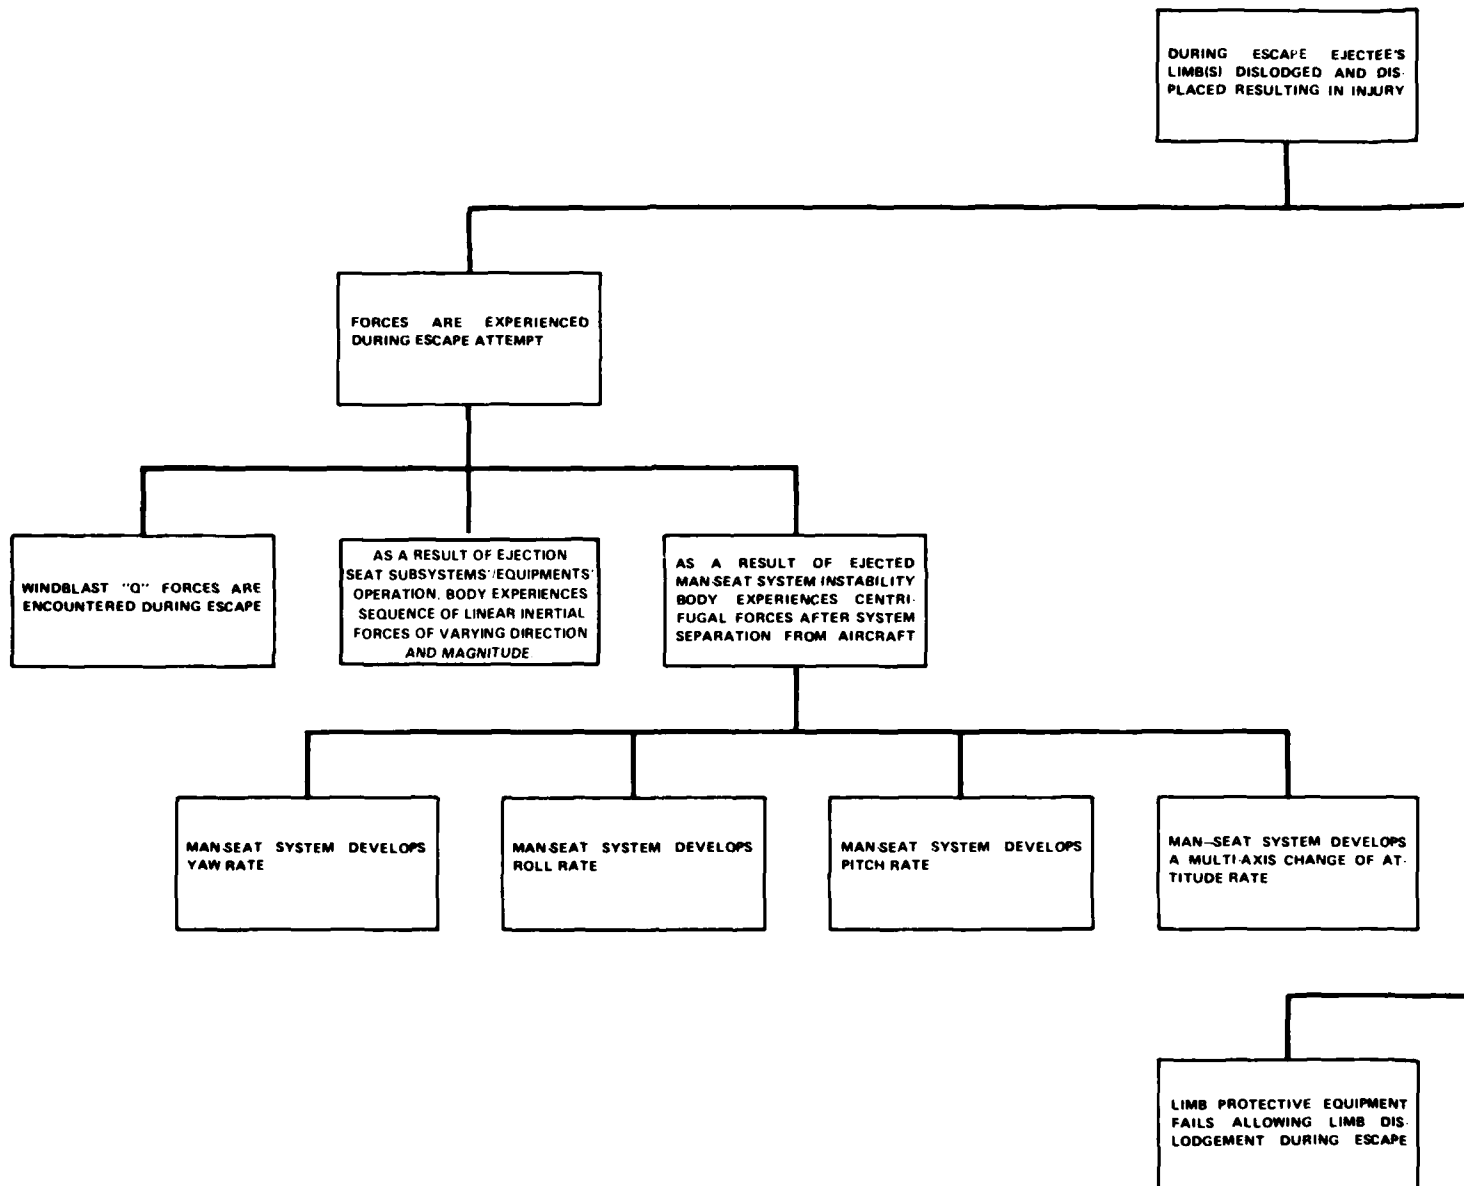 DURING ESCAPE EJECTEE'S
LIMB(S) DISLODGED AND DIS-
PLACED RESULTING IN INJURY
FORCES ARE EXPERIENCED
DURING ESCAPE ATTEMPT
WINDBLAST "Q" FORCES ARE
ENCOUNTERED DURING ESCAPE
AS A RESULT OF EJECTION
SEAT SUBSYSTEMS'/EQUIPMENTS'
OPERATION, BODY EXPERIENCES
SEQUENCE OF LINEAR INERTIAL
FORCES OF VARYING DIRECTION
AND MAGNITUDE
AS A RESULT OF EJECTED
MAN-SEAT SYSTEM INSTABILITY
BODY EXPERIENCES CENTRI-
FUGAL FORCES AFTER SYSTEM
SEPARATION FROM AIRCRAFT
MAN-SEAT SYSTEM DEVELOPS
YAW RATE
MAN-SEAT SYSTEM DEVELOPS
ROLL RATE
MAN-SEAT SYSTEM DEVELOPS
PITCH RATE
MAN—SEAT SYSTEM DEVELOPS
A MULTI-AXIS CHANGE OF AT-
TITUDE RATE
LIMB PROTECTIVE EQUIPMENT
FAILS ALLOWING LIMB DIS-
LODGEMENT DURING ESCAPE